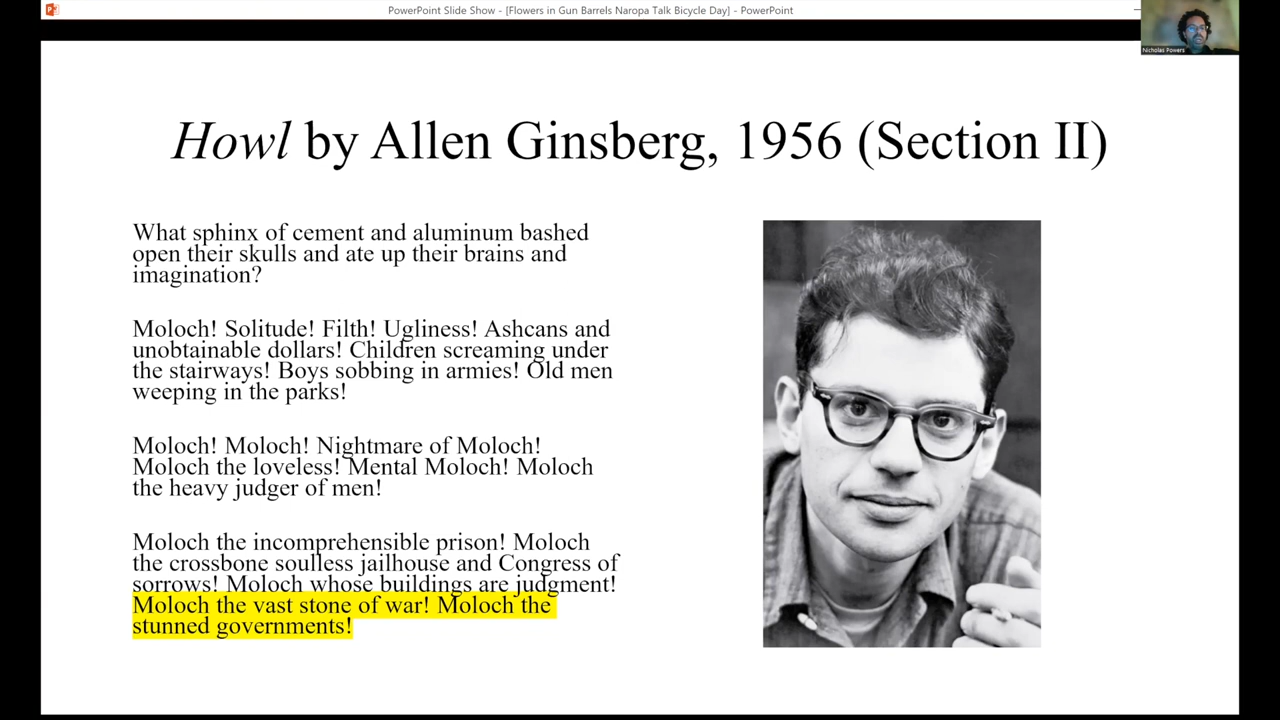 PowerPoint Slide Show - [Flowers in Gun Barrels Naropa Talk Bicycle Day] - PowerPoint
Nicholas Powers
Howl by Allen Ginsberg, 1956 (Section II)
What sphinx of cement and aluminum bashed
open their skulls and ate up their brains and
imagination?
Moloch! Solitude! Filth! Ugliness! Ashcans and
unobtainable dollars! Children screaming under
the stairways! Boys sobbing in armies! Old men
weeping in the parks!
Moloch! Moloch! Nightmare of Moloch!
Moloch the loveless! Mental Moloch! Moloch
the heavy judger of men!
Moloch the incomprehensible prison! Moloch
the crossbone soulless jailhouse and Congress of
sorrows! Moloch whose buildings are judgment!
Moloch the vast stone of war! Moloch the
stunned governments!